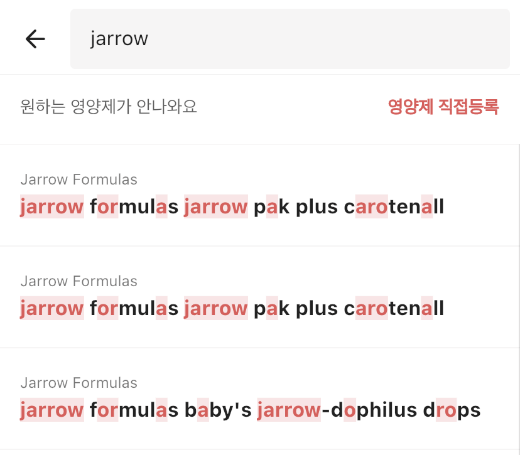 jarrow
원하는 영양제가 안나와요 영양제 직접등록
Jarrow Formulas
jarrow formulas jarrow pak plus carotenall
Jarrow Formulas
jarrow formulas jarrow pak plus carotenall
Jarrow Formulas
jarrow formulas baby's jarrow-dophilus drops